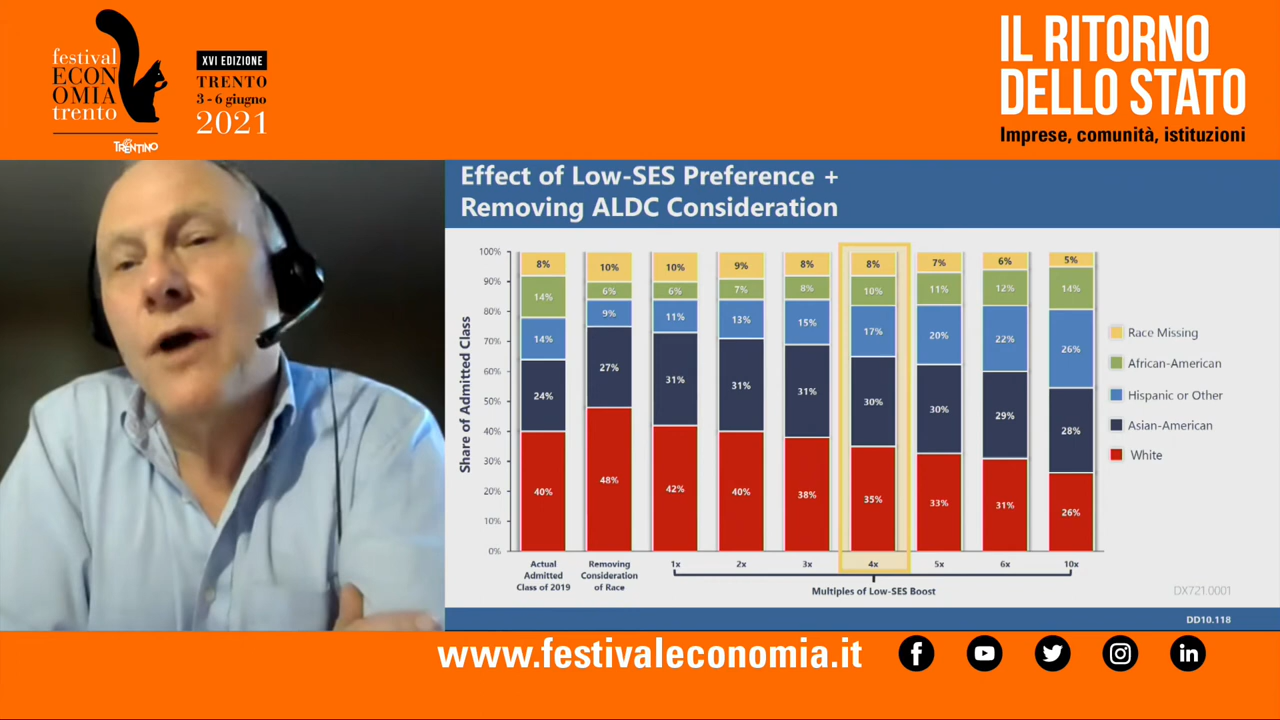 festival
ECON
OMIA
trento
TRENTINO
XVI EDIZIONE
TRENTO
3 - 6 giugno
2021
IL RITORNO
DELLO STATO
Imprese, comunità, istituzioni
Effect of Low-SES Preference +
Removing ALDC Consideration
Share of Admitted Class
100%
90%
80%
70%
60%
50%
40%
30%
20%
10%
0%
8% 10% 10% 9% 8% 8% 7% 6% 5%
14% 6% 6% 7% 8% 10% 11% 12% 14%
14% 9% 11% 13% 15% 17% 20% 22% 26%
24% 27% 31% 31% 31% 30% 30% 29% 28%
40% 48% 42% 40% 38% 35% 33% 31% 26%
Race Missing
African-American
Hispanic or Other
Asian-American
White
Actual
Admitted
Class of 2019
Removing
Consideration
of Race
1x 2x 3x 4x 5x 6x 10x
Multiples of Low-SES Boost
DX721.0001
DD10.118
www.festivaleconomia.it